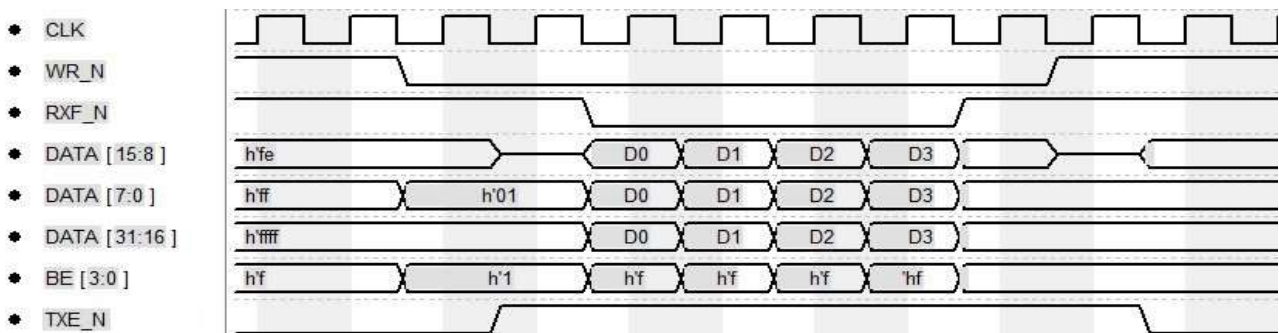 CLK
WR_N
RXF_N
DATA [ 15:8 ] h'fe D0 D1 D2 D3
DATA [7:0 ] h'ff h'01 D0 D1 D2 D3
DATA [ 31:16 ] h'ffff D0 D1 D2 D3
BE [ 3:0 ] h'f h'1 h'f h'f h'f 'hf
TXE_N